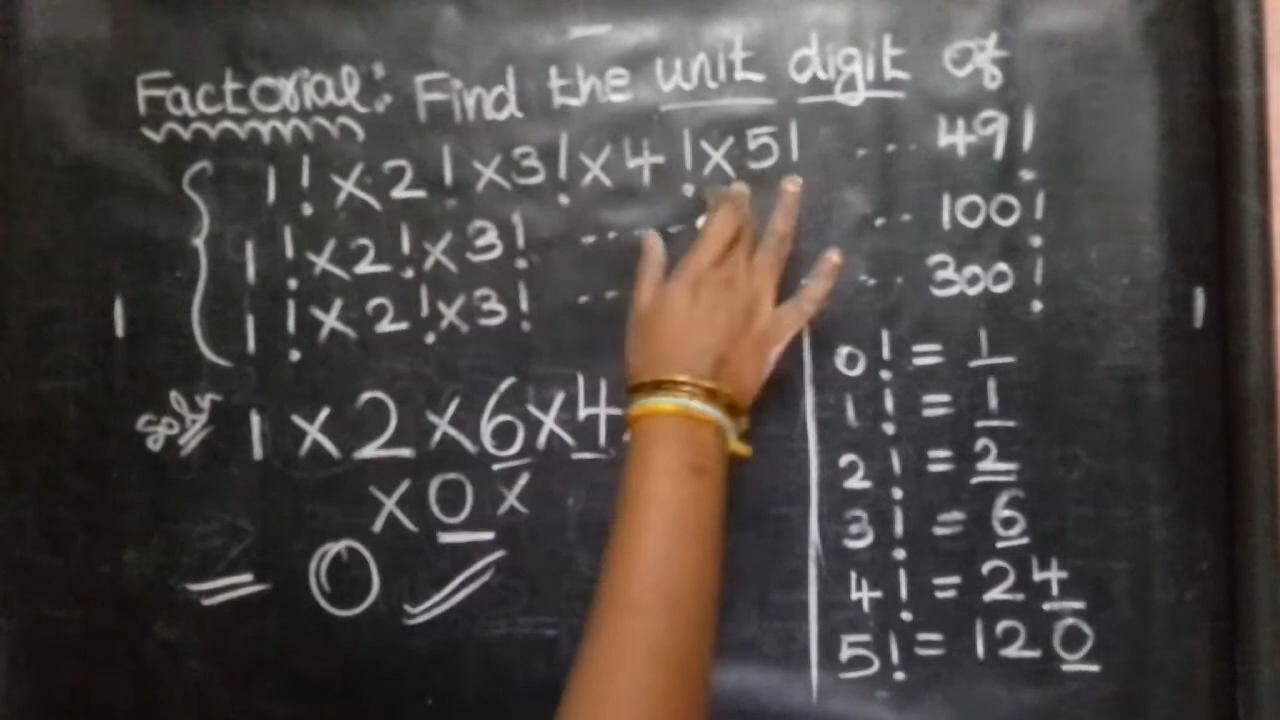 Factorial: Find the unit digit of
1! x 2! x 3! x 4! x 5! ... 49!
1! x 2! x 3! ... ... 100!
1! x 2! x 3! ... ... 300!
Soln 1 x 2 x 6 x 4
x 0 x
= 0
0! = 1
1! = 1
2! = 2
3! = 6
4! = 24
5! = 120